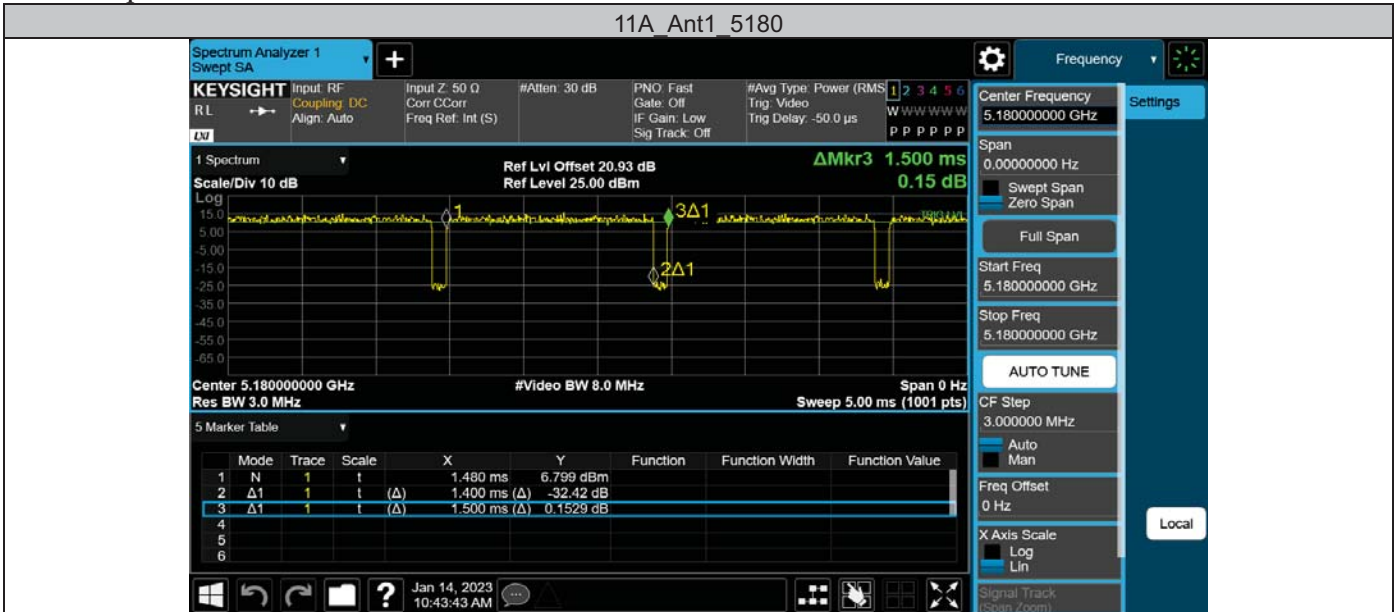 11A_Ant1_5180
Spectrum Analyzer 1
Swept SA
Frequency
KEYSIGHT
RL
LXI
Input: RF
Coupling: DC
Align: Auto
Input Z: 50 Ω
Corr CCorr
Freq Ref: Int (S)
#Atten: 30 dB
PNO: Fast
Gate: Off
IF Gain: Low
Sig Track: Off
#Avg Type: Power (RMS
Trig: Video
Trig Delay: -50.0 µs
1 2 3 4 5 6
W W W W W W
P P P P P P
1 Spectrum
Scale/Div 10 dB
Ref Lvl Offset 20.93 dB
Ref Level 25.00 dBm
ΔMkr3 1.500 ms
0.15 dB
Log
15.0
5.00
-5.00
-15.0
-25.0
-35.0
-45.0
-55.0
-65.0
1
3Δ1
2Δ1
Center 5.180000000 GHz
#Video BW 8.0 MHz
Span 0 Hz
Res BW 3.0 MHz
Sweep 5.00 ms (1001 pts)
5 Marker Table
Mode Trace Scale X Y Function Function Width Function Value
1 N 1 t 1.480 ms 6.799 dBm
2 Δ1 1 t (Δ) 1.400 ms (Δ) -32.42 dB
3 Δ1 1 t (Δ) 1.500 ms (Δ) 0.1529 dB
4
5
6
Jan 14, 2023
10:43:43 AM
Center Frequency
5.180000000 GHz
Settings
Span
0.00000000 Hz
Swept Span
Zero Span
Full Span
Start Freq
5.180000000 GHz
Stop Freq
5.180000000 GHz
AUTO TUNE
CF Step
3.000000 MHz
Auto
Man
Freq Offset
0 Hz
X Axis Scale
Log
Lin
Local
Signal Track
(Span Zoom)